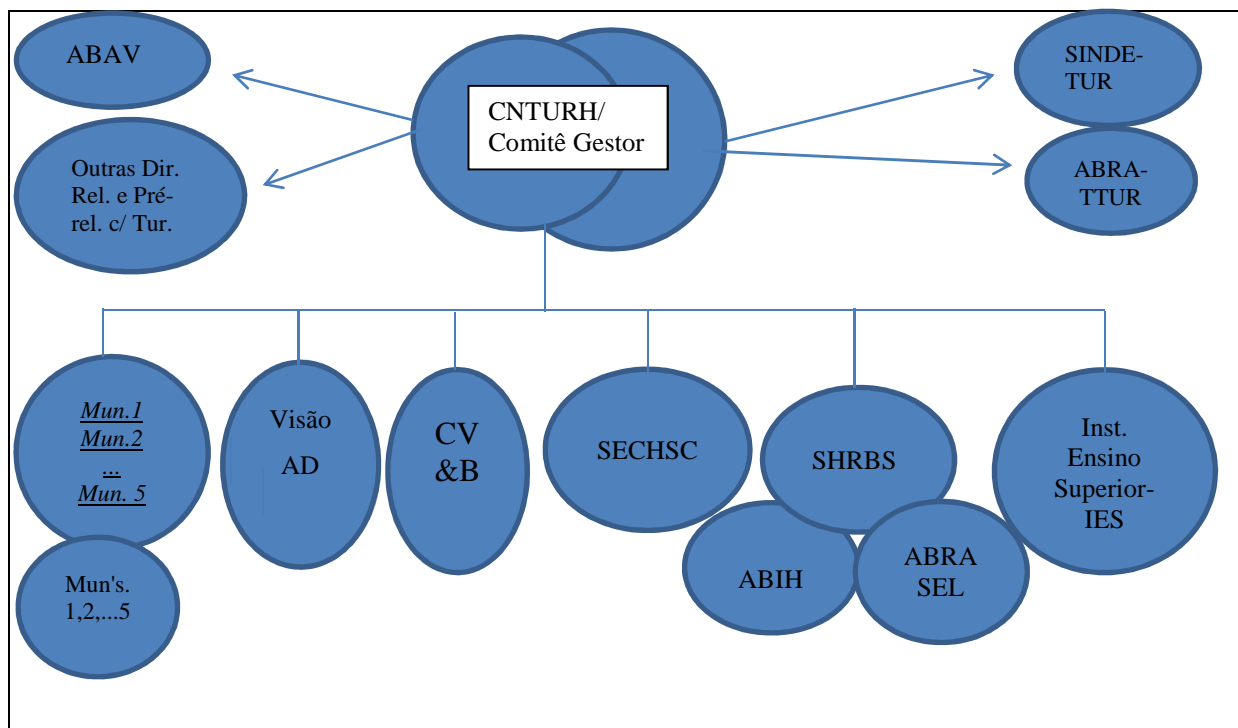 ABAV
CNTURH/
Comitê Gestor
SINDE-
TUR
Outras Dir.
Rel. e Pré-
rel. c/ Tur.
ABRA-
TTUR
Mun.1
Mun.2
...
Mun. 5
Visão
AD
CV
&B
SECHSC
SHRBS
Inst.
Ensino
Superior-
IES
Mun's.
1,2,...5
ABIH
ABRA
SEL